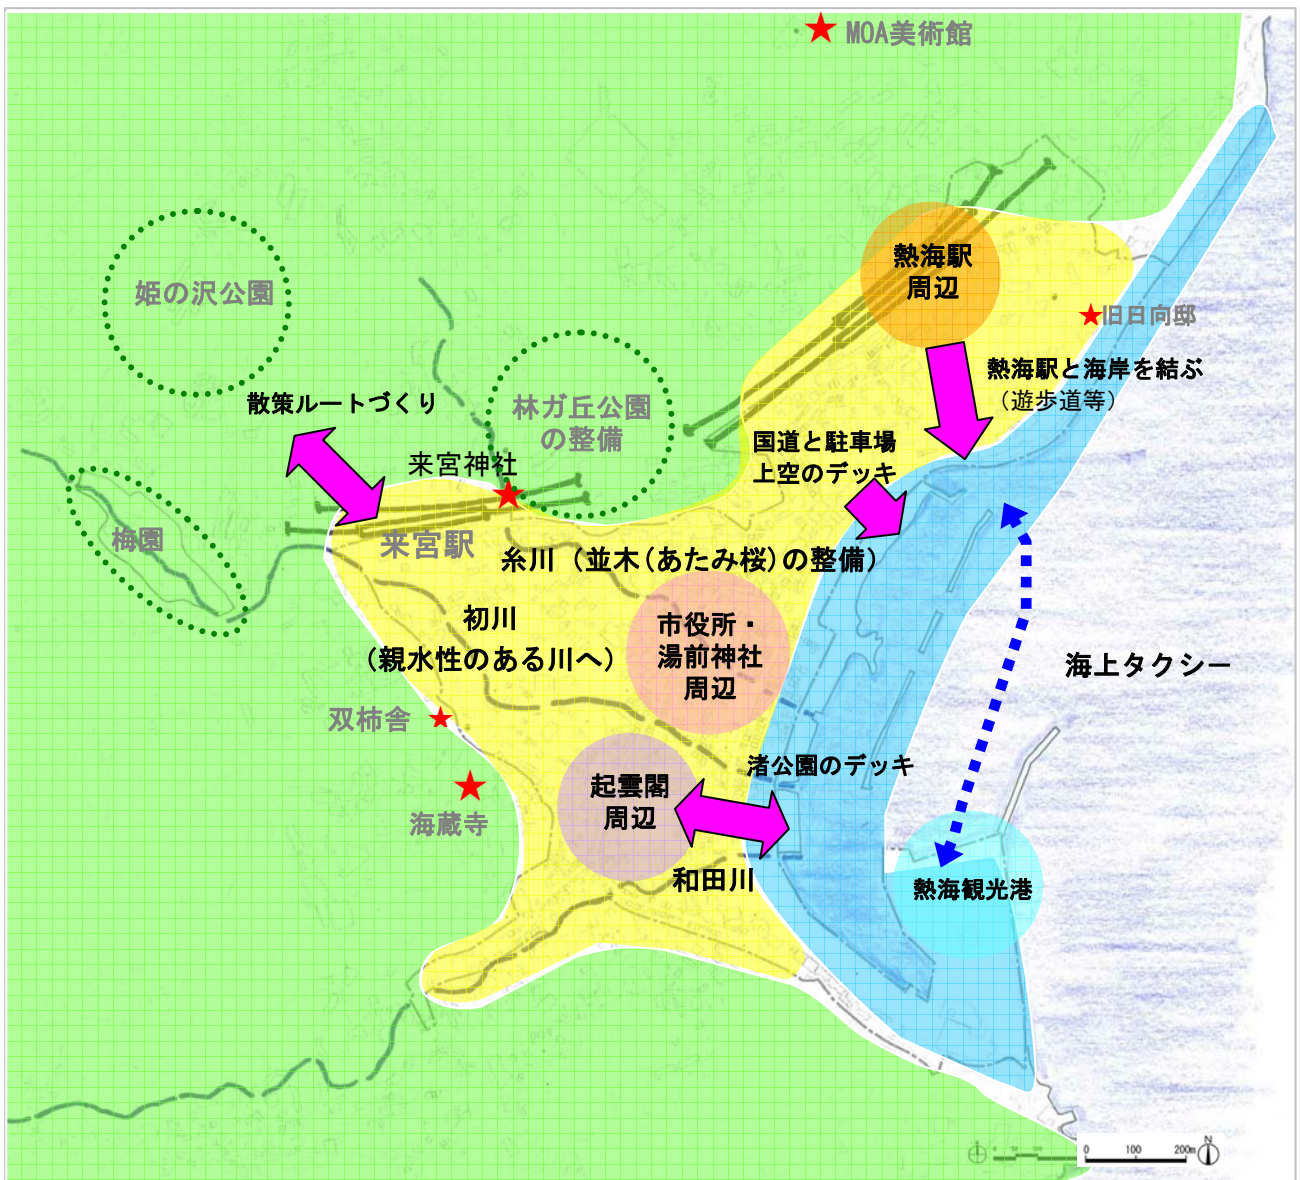 MOA美術館
熱海駅
周辺
姫の沢公園
旧日向邸
熱海駅と海岸を結ぶ
（遊歩道等）
散策ルートづくり
林ガ丘公園
の整備
国道と駐車場
上空のデッキ
来宮神社
梅園
来宮駅
糸川（並木(あたみ桜)の整備）
初川
（親水性のある川へ）
市役所・
湯前神社
周辺
海上タクシー
双柿舎
起雲閣
周辺
渚公園のデッキ
海蔵寺
和田川
熱海観光港
0 100 200m
N